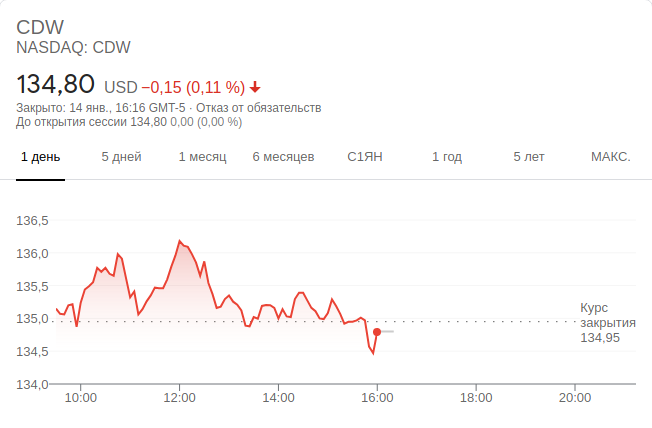 CDW
NASDAQ: CDW
134,80 USD −0,15 (0,11 %)
Закрыто: 14 янв., 16:16 GMT-5 · Отказ от обязательств
До открытия сессии 134,80 0,00 (0,00 %)
1 день 5 дней 1 месяц 6 месяцев С1ЯН 1 год 5 лет МАКС.
136,5
136,0
135,5
135,0
134,5
134,0
Курс
закрытия
134,95
10:00 12:00 14:00 16:00 18:00 20:00